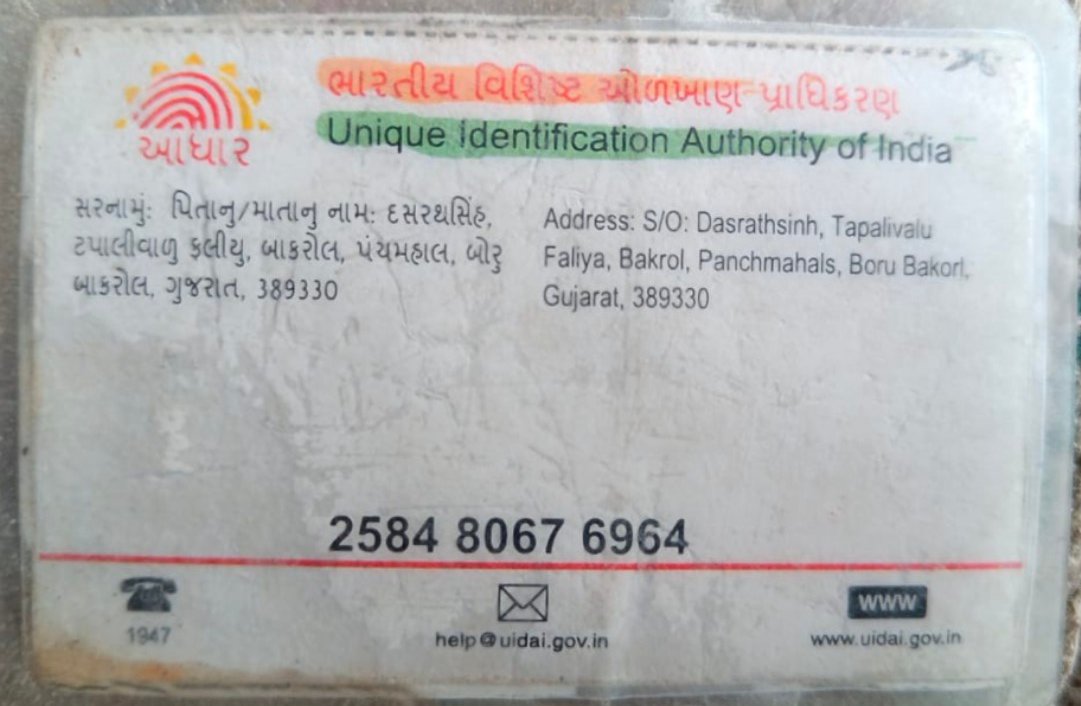 ભારતીય વિશિષ્ટ ઓળખાણ પ્રાધિકરણ
Unique Identification Authority of India
આધાર
સરનામું: પિતાનુ/માતાનુ નામ: દસરથસિંહ,
ટપાલીવાળુ ફલીયુ, બાકરોલ, પંચમહાલ, બોરુ
બાકરોલ, ગુજરાત, 389330
Address: S/O: Dasrathsinh, Tapalivalu
Faliya, Bakrol, Panchmahals, Boru Bakorl,
Gujarat, 389330
2584 8067 6964
1947
help@uidai.gov.in
www
www.uidai.gov.in